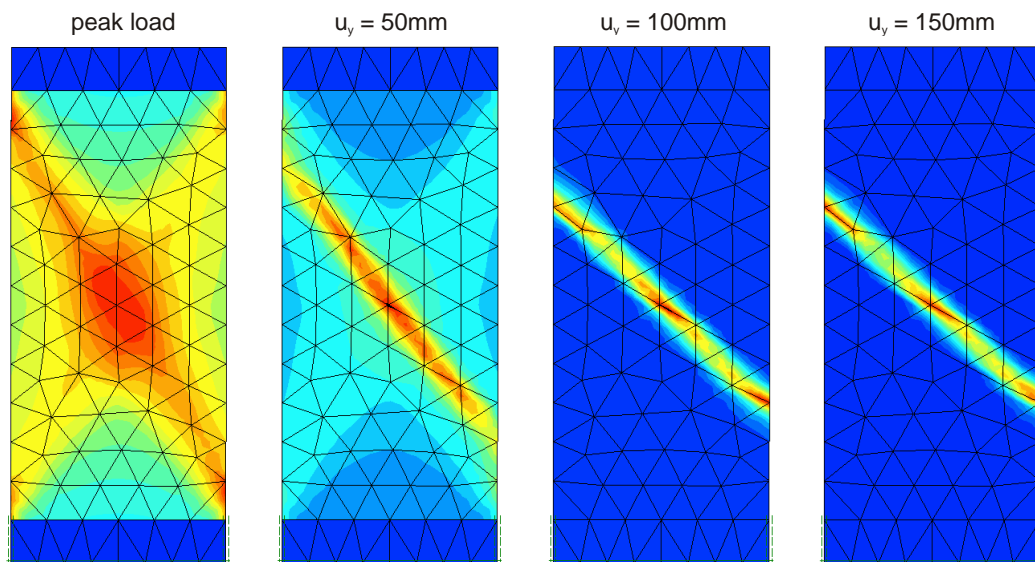 peak load
u_y = 50mm
u_y = 100mm
u_y = 150mm